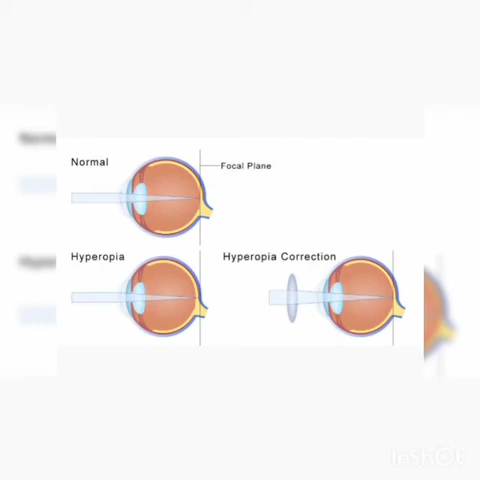 Normal
Focal Plane
Hyperopia
Hyperopia Correction
InShOt